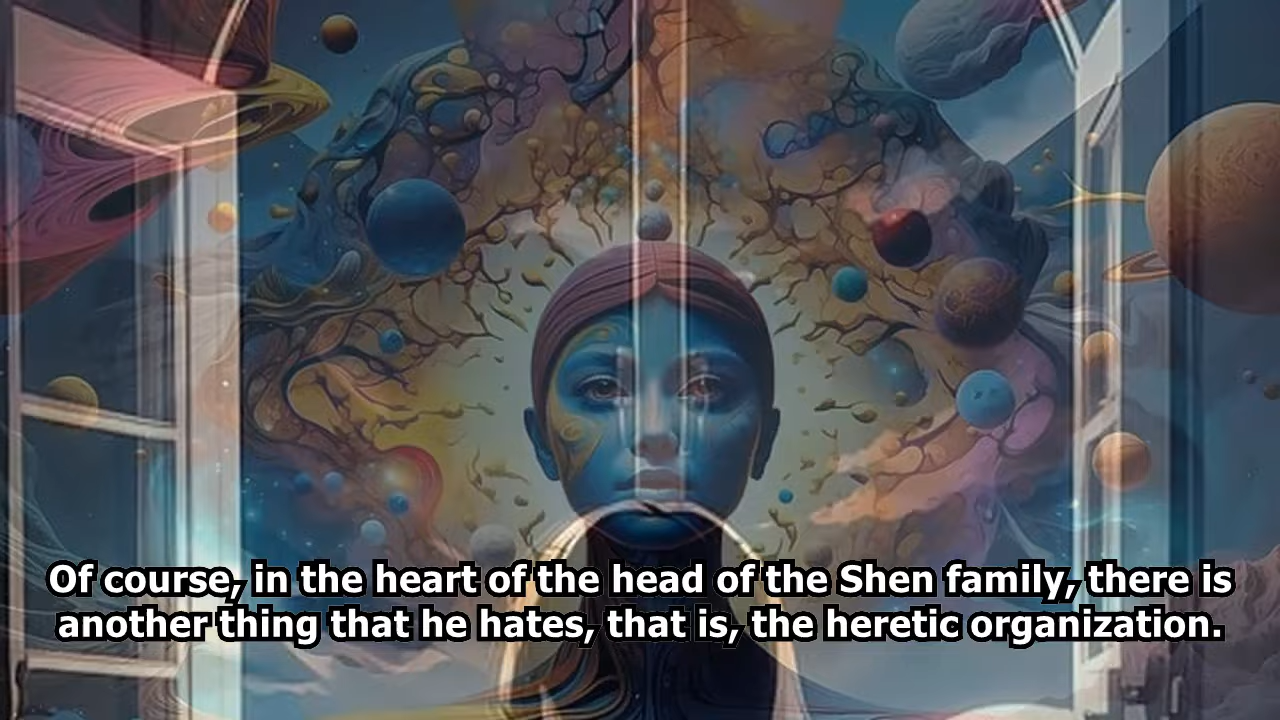 Of course, in the heart of the head of the Shen family, there is
another thing that he hates, that is, the heretic organization.